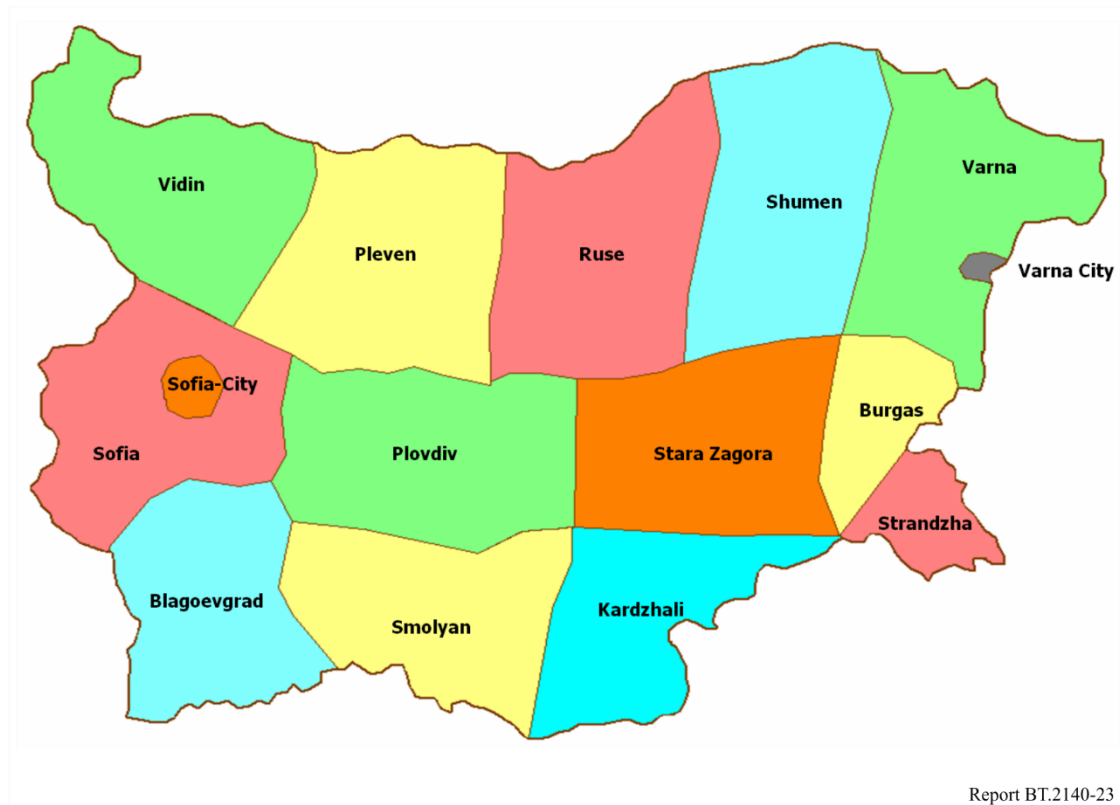 Vidin
Varna
Shumen
Pleven
Ruse
Varna City
Sofia-City
Burgas
Sofia
Plovdiv
Stara Zagora
Strandzha
Blagoevgrad
Kardzhali
Smolyan
Report BT.2140-23